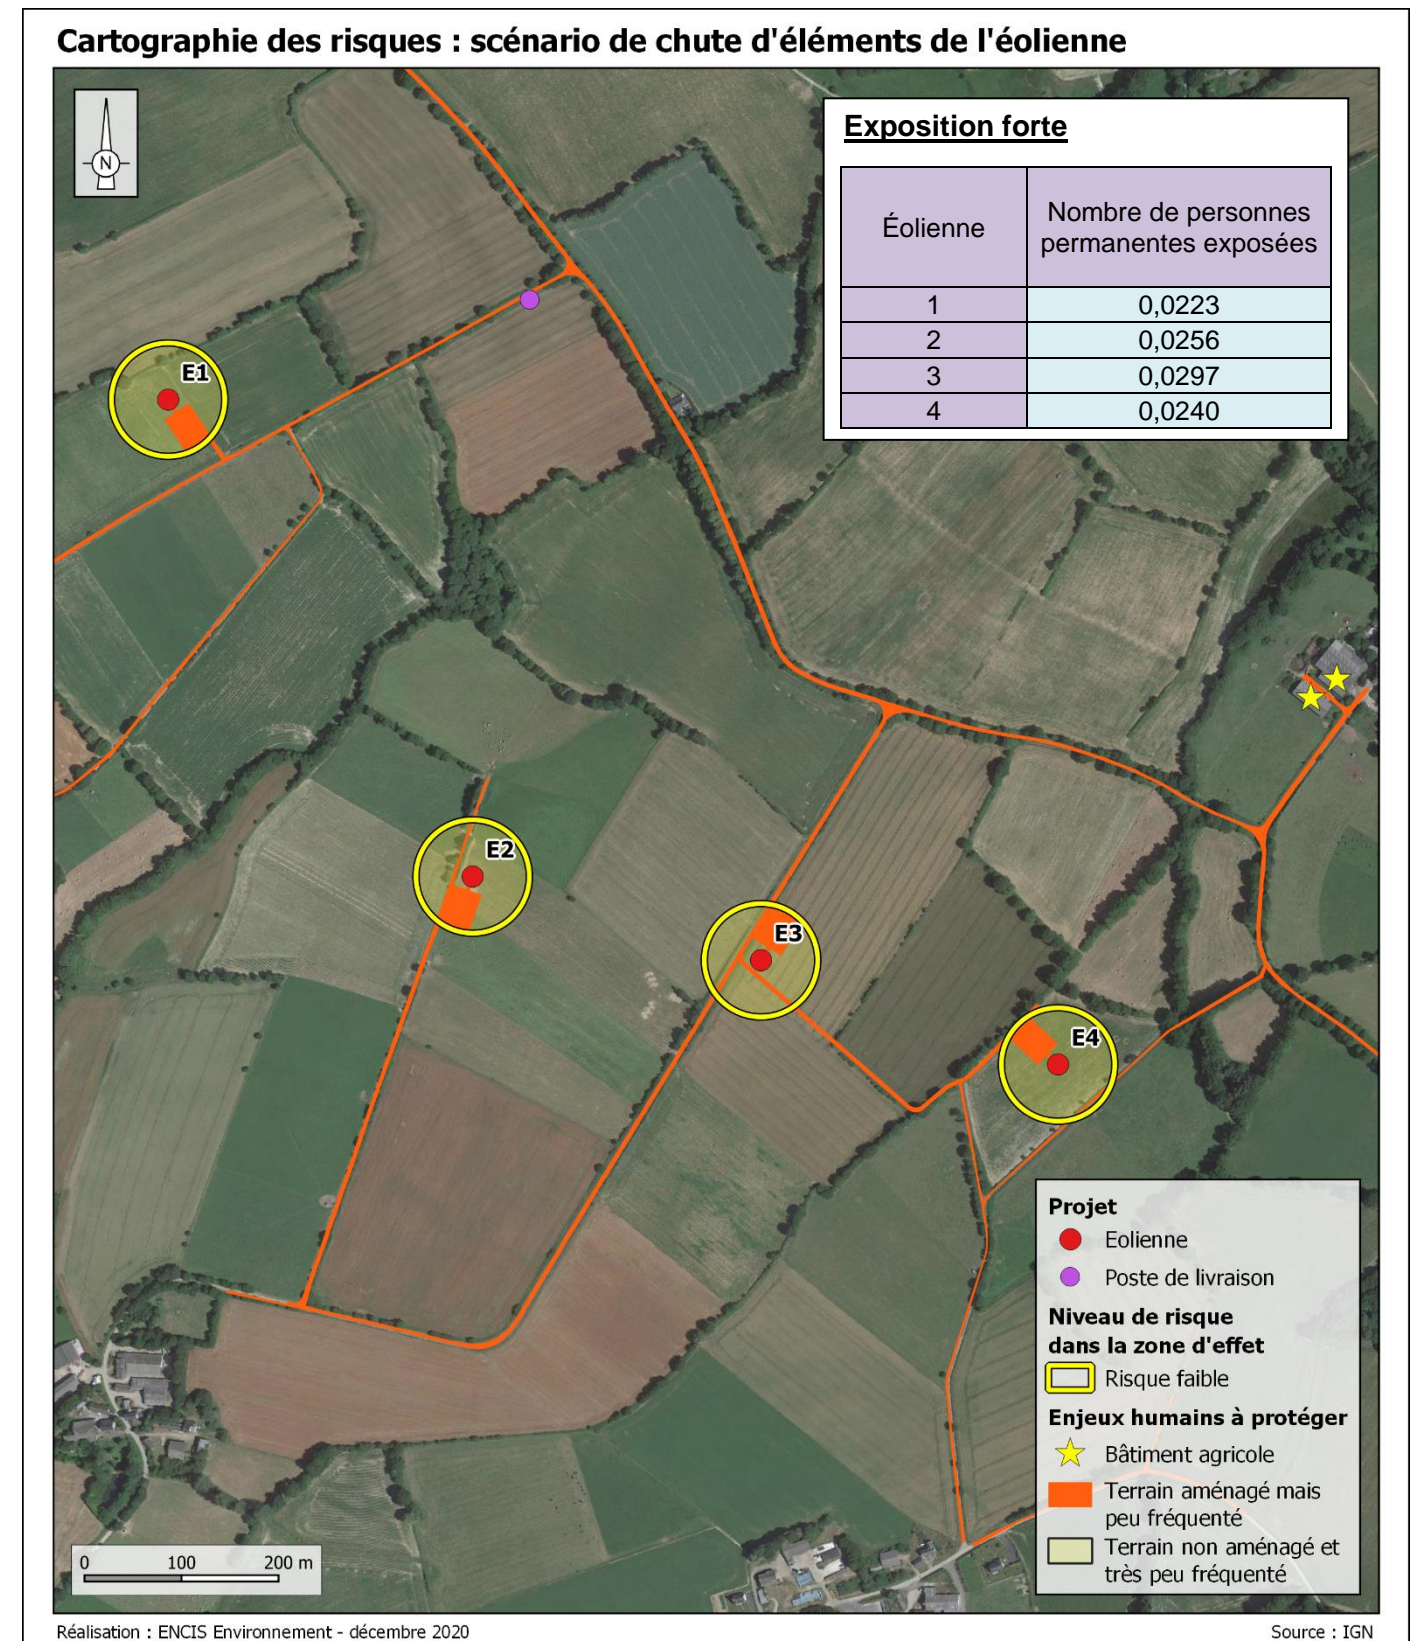 Cartographie des risques : scénario de chute d'éléments de l'éolienne
N
Exposition forte
Éolienne
Nombre de personnes
permanentes exposées
1 0,0223
2 0,0256
3 0,0297
4 0,0240
E1
E2
E3
E4
Projet
Eolienne
Poste de livraison
Niveau de risque
dans la zone d'effet
Risque faible
Enjeux humains à protéger
Bâtiment agricole
Terrain aménagé mais
peu fréquenté
Terrain non aménagé et
très peu fréquenté
0 100 200 m
Réalisation : ENCIS Environnement - décembre 2020 Source : IGN